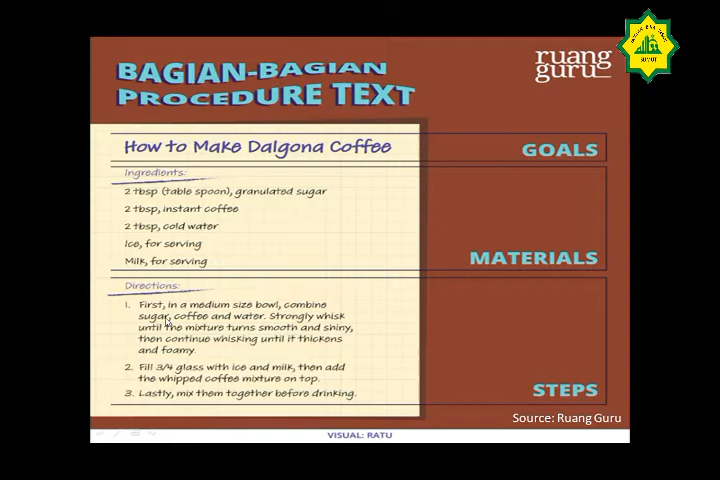 BAGIAN-BAGIAN
PROCEDURE TEXT
ruang
guru
SUMUT
How to Make Dalgona Coffee
GOALS
Ingredients:
2 tbsp (table spoon), granulated sugar
2 tbsp, instant coffee
2 tbsp, cold water
Ice, for serving
Milk, for serving
MATERIALS
Directions:
1. First, in a medium size bowl, combine
sugar, coffee and water. Strongly whisk
until the mixture turns smooth and shiny,
then continue whisking until it thickens
and foamy.
2. Fill 3/4 glass with ice and milk, then add
the whipped coffee mixture on top.
3. Lastly, mix them together before drinking.
STEPS
Source: Ruang Guru
VISUAL: RATU